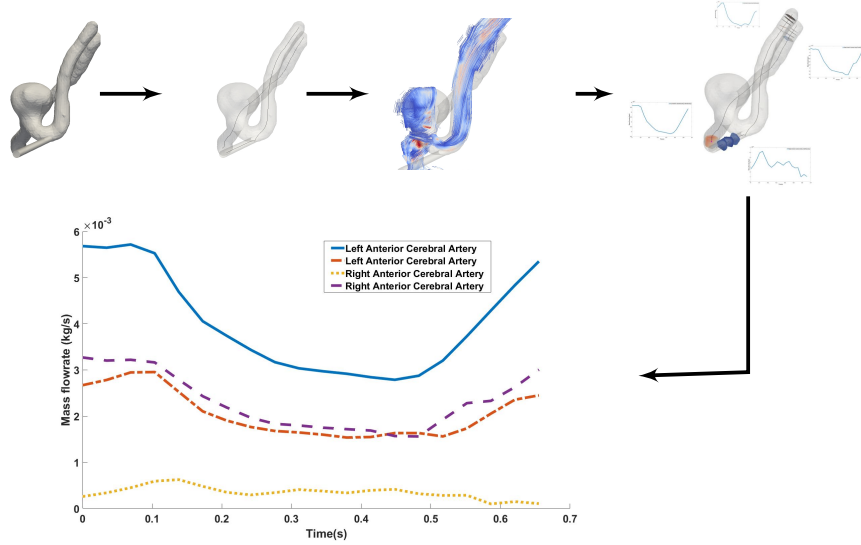 ×10⁻³
6
5
4
3
2
1
0
Mass flowrate (kg/s)
Left Anterior Cerebral Artery
Left Anterior Cerebral Artery
Right Anterior Cerebral Artery
Right Anterior Cerebral Artery
0 0.1 0.2 0.3 0.4 0.5 0.6 0.7
Time(s)